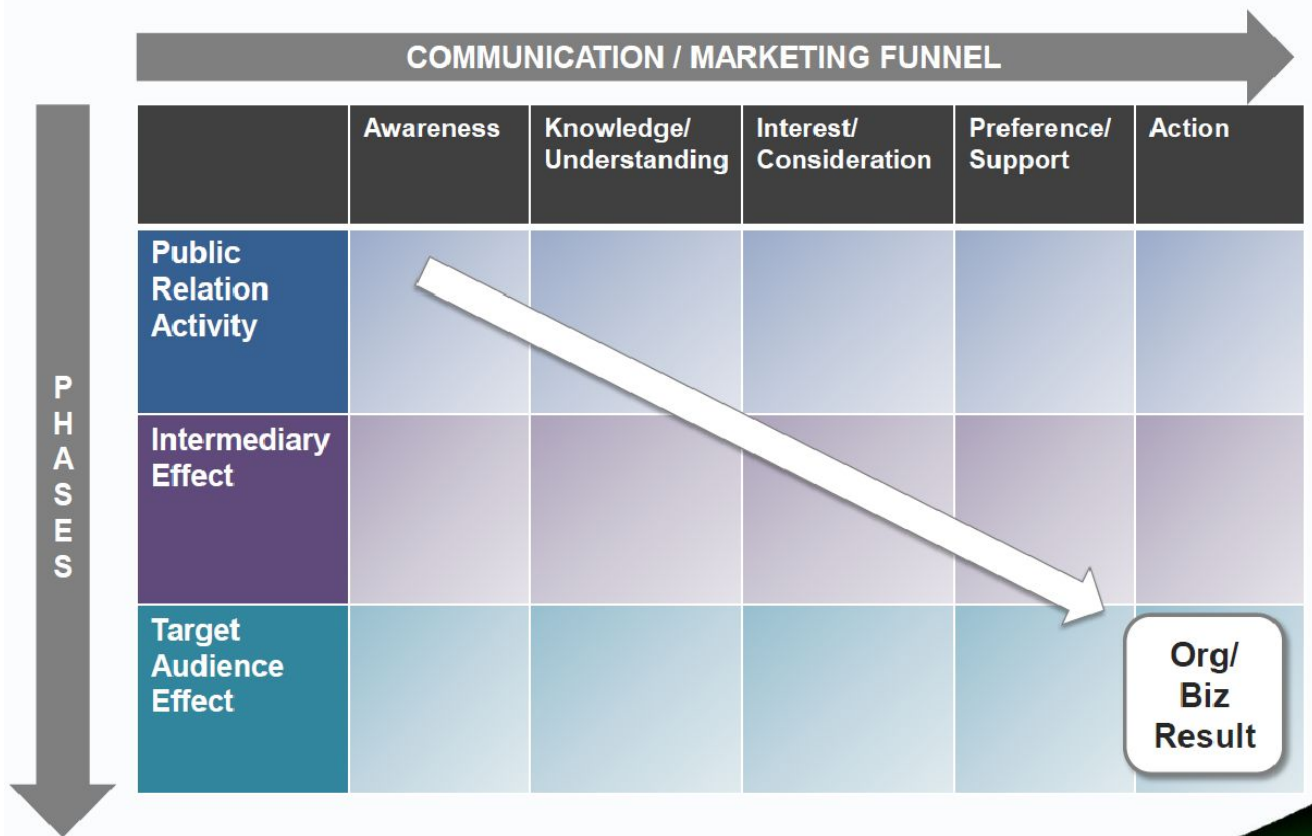 COMMUNICATION / MARKETING FUNNEL
Awareness
Knowledge/
Understanding
Interest/
Consideration
Preference/
Support
Action
PHASES
Public
Relation
Activity
Intermediary
Effect
Target
Audience
Effect
Org/
Biz
Result